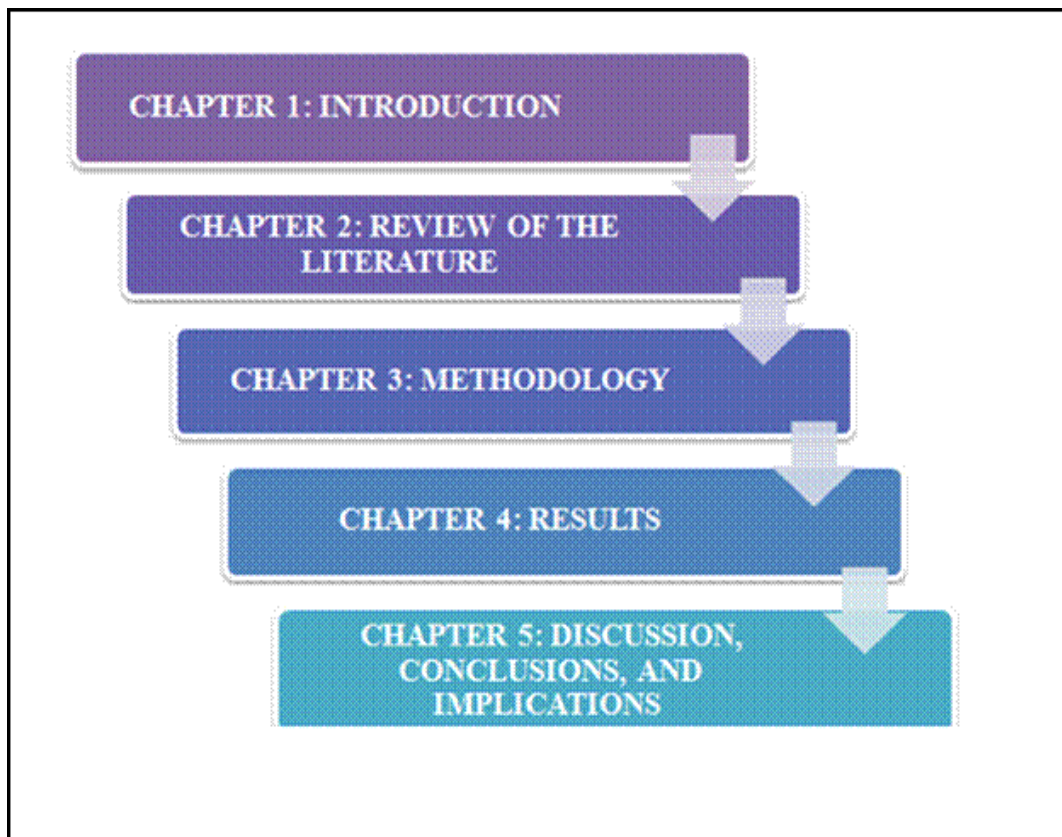 CHAPTER 1: INTRODUCTION
CHAPTER 2: REVIEW OF THE
LITERATURE
CHAPTER 3: METHODOLOGY
CHAPTER 4: RESULTS
CHAPTER 5: DISCUSSION,
CONCLUSIONS, AND
IMPLICATIONS